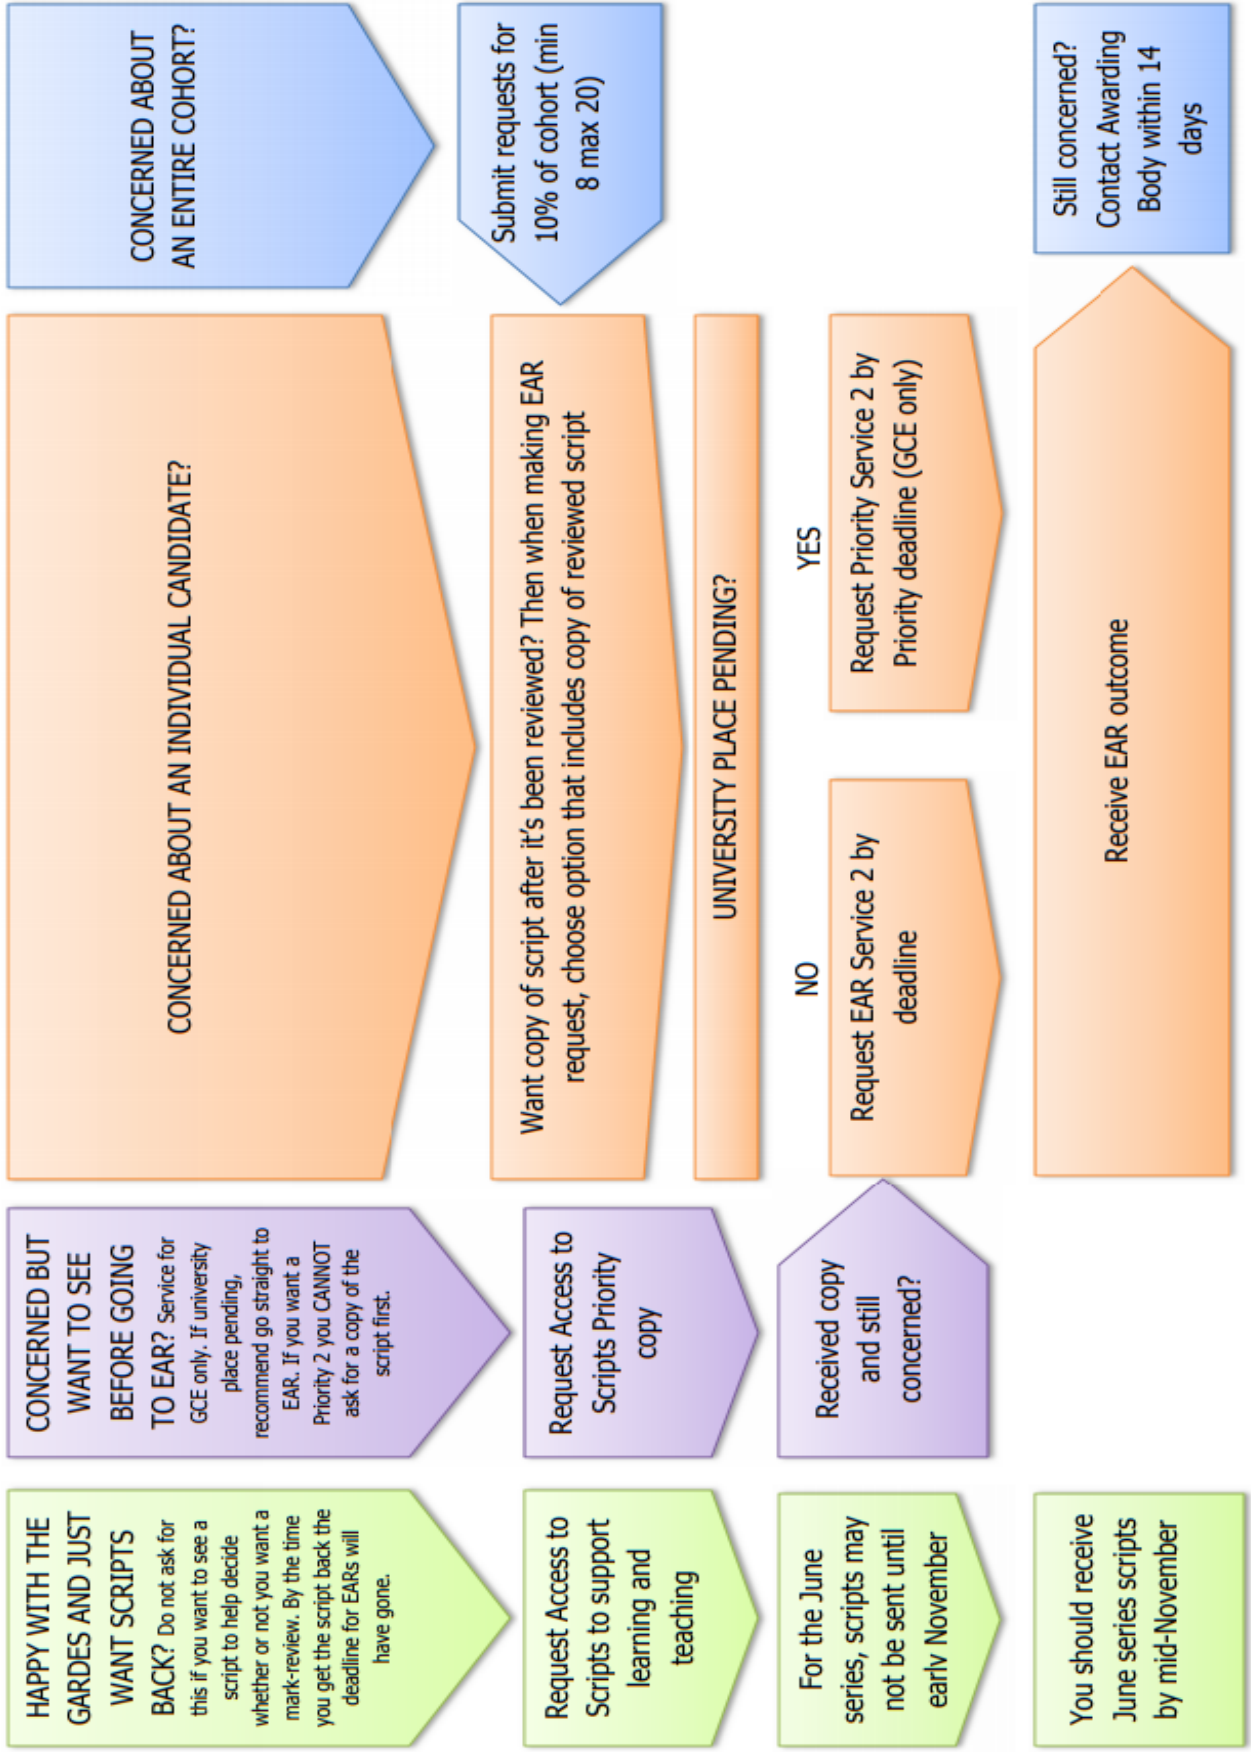 HAPPY WITH THE
GARDES AND JUST
WANT SCRIPTS
BACK? Do not ask for
this if you want to see a
script to help decide
whether or not you want a
mark-review. By the time
you get the script back the
deadline for EARs will
have gone.
Request Access to
Scripts to support
learning and
teaching
For the June
series, scripts may
not be sent until
early November
You should receive
June series scripts
by mid-November
CONCERNED BUT
WANT TO SEE
BEFORE GOING
TO EAR? Service for
GCE only. If university
place pending,
recommend go straight to
EAR. If you want a
Priority 2 you CANNOT
ask for a copy of the
script first.
Request Access to
Scripts Priority
copy
Received copy
and still
concerned?
CONCERNED ABOUT AN INDIVIDUAL CANDIDATE?
Want copy of script after it's been reviewed? Then when making EAR
request, choose option that includes copy of reviewed script
UNIVERSITY PLACE PENDING?
NO
Request EAR Service 2 by
deadline
YES
Request Priority Service 2 by
Priority deadline (GCE only)
Receive EAR outcome
CONCERNED ABOUT
AN ENTIRE COHORT?
Submit requests for
10% of cohort (min
8 max 20)
Still concerned?
Contact Awarding
Body within 14
days